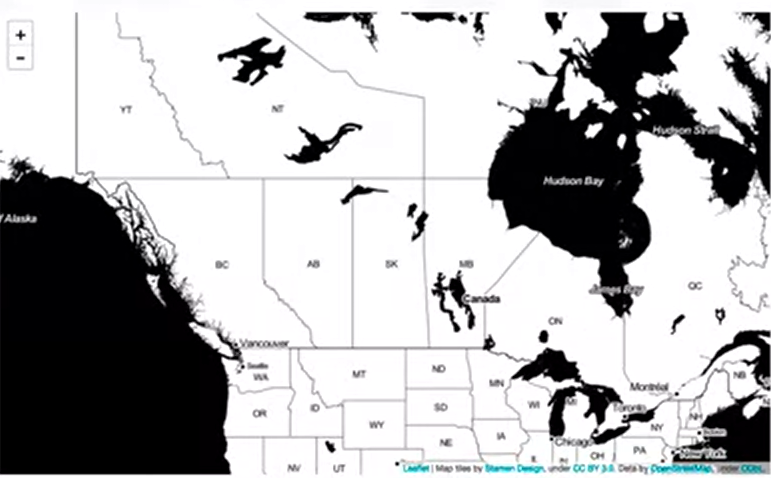 +
−
YT
NT
Hudson Strait
Hudson Bay
Alaska
BC
AB
SK
MB
Canada
James Bay
QC
ON
Vancouver
Seattle
WA
MT
ND
MN
OR
ID
WY
SD
WI
MI
Toronto
Montréal
NB
NH
NY
NE
IA
Chicago
NV
UT
OH
PA
New York
Leaflet | Map tiles by Stamen Design, under CC BY 3.0. Data by OpenStreetMap, under ODbL.